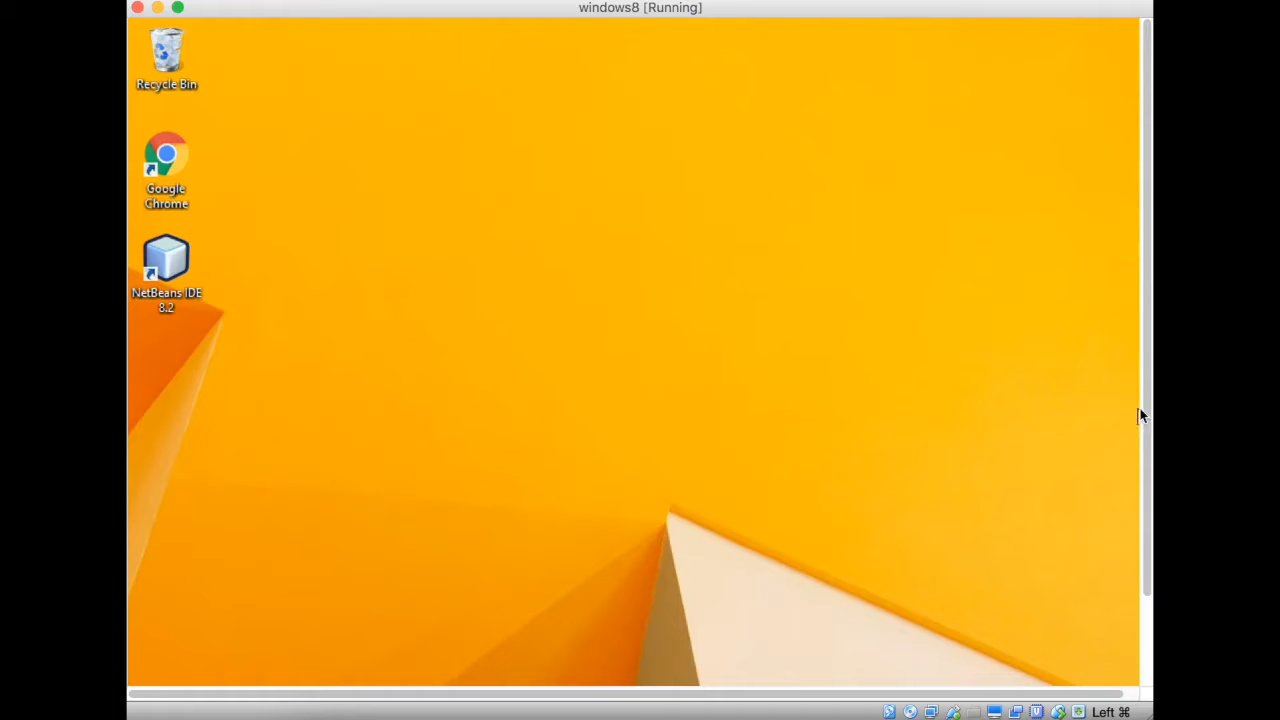 windows8 [Running]
Recycle Bin
Google
Chrome
NetBeans IDE
8.2
Left ⌘